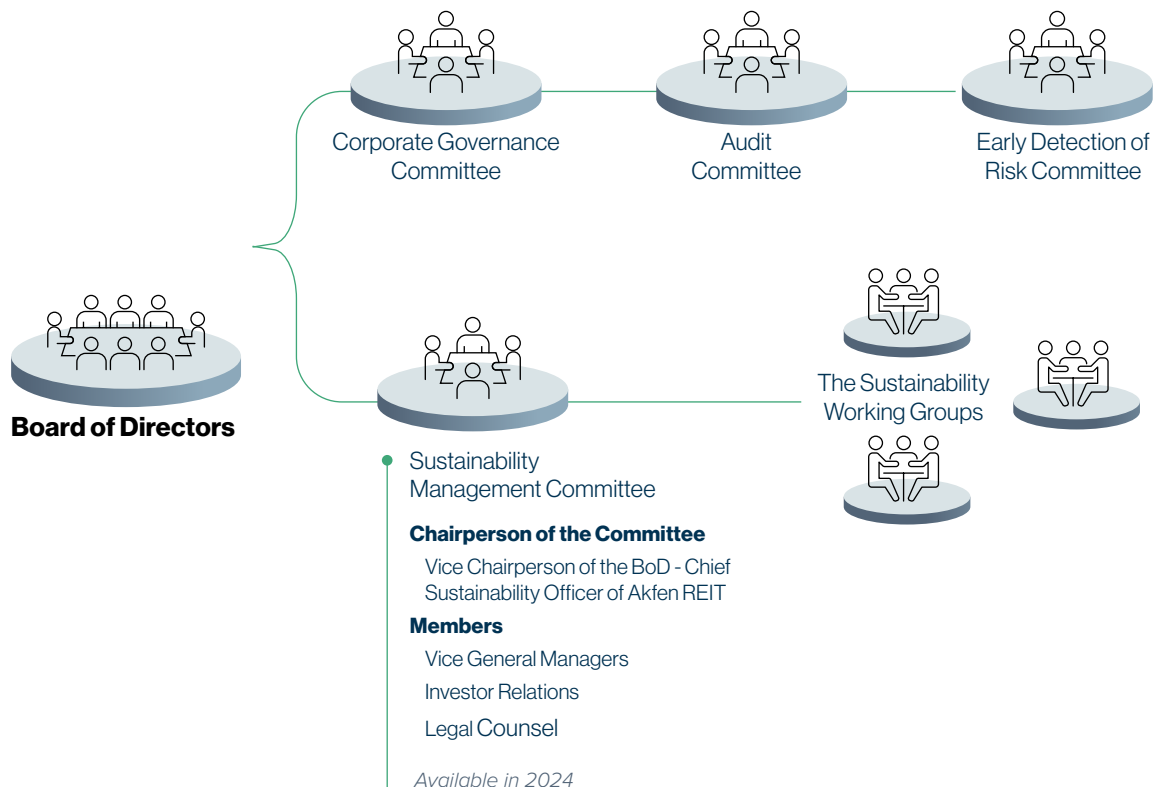 Corporate Governance
Committee
Audit
Committee
Early Detection of
Risk Committee
Board of Directors
The Sustainability
Working Groups
Sustainability
Management Committee
Chairperson of the Committee
Vice Chairperson of the BoD - Chief
Sustainability Officer of Akfen REIT
Members
Vice General Managers
Investor Relations
Legal Counsel
Available in 2024